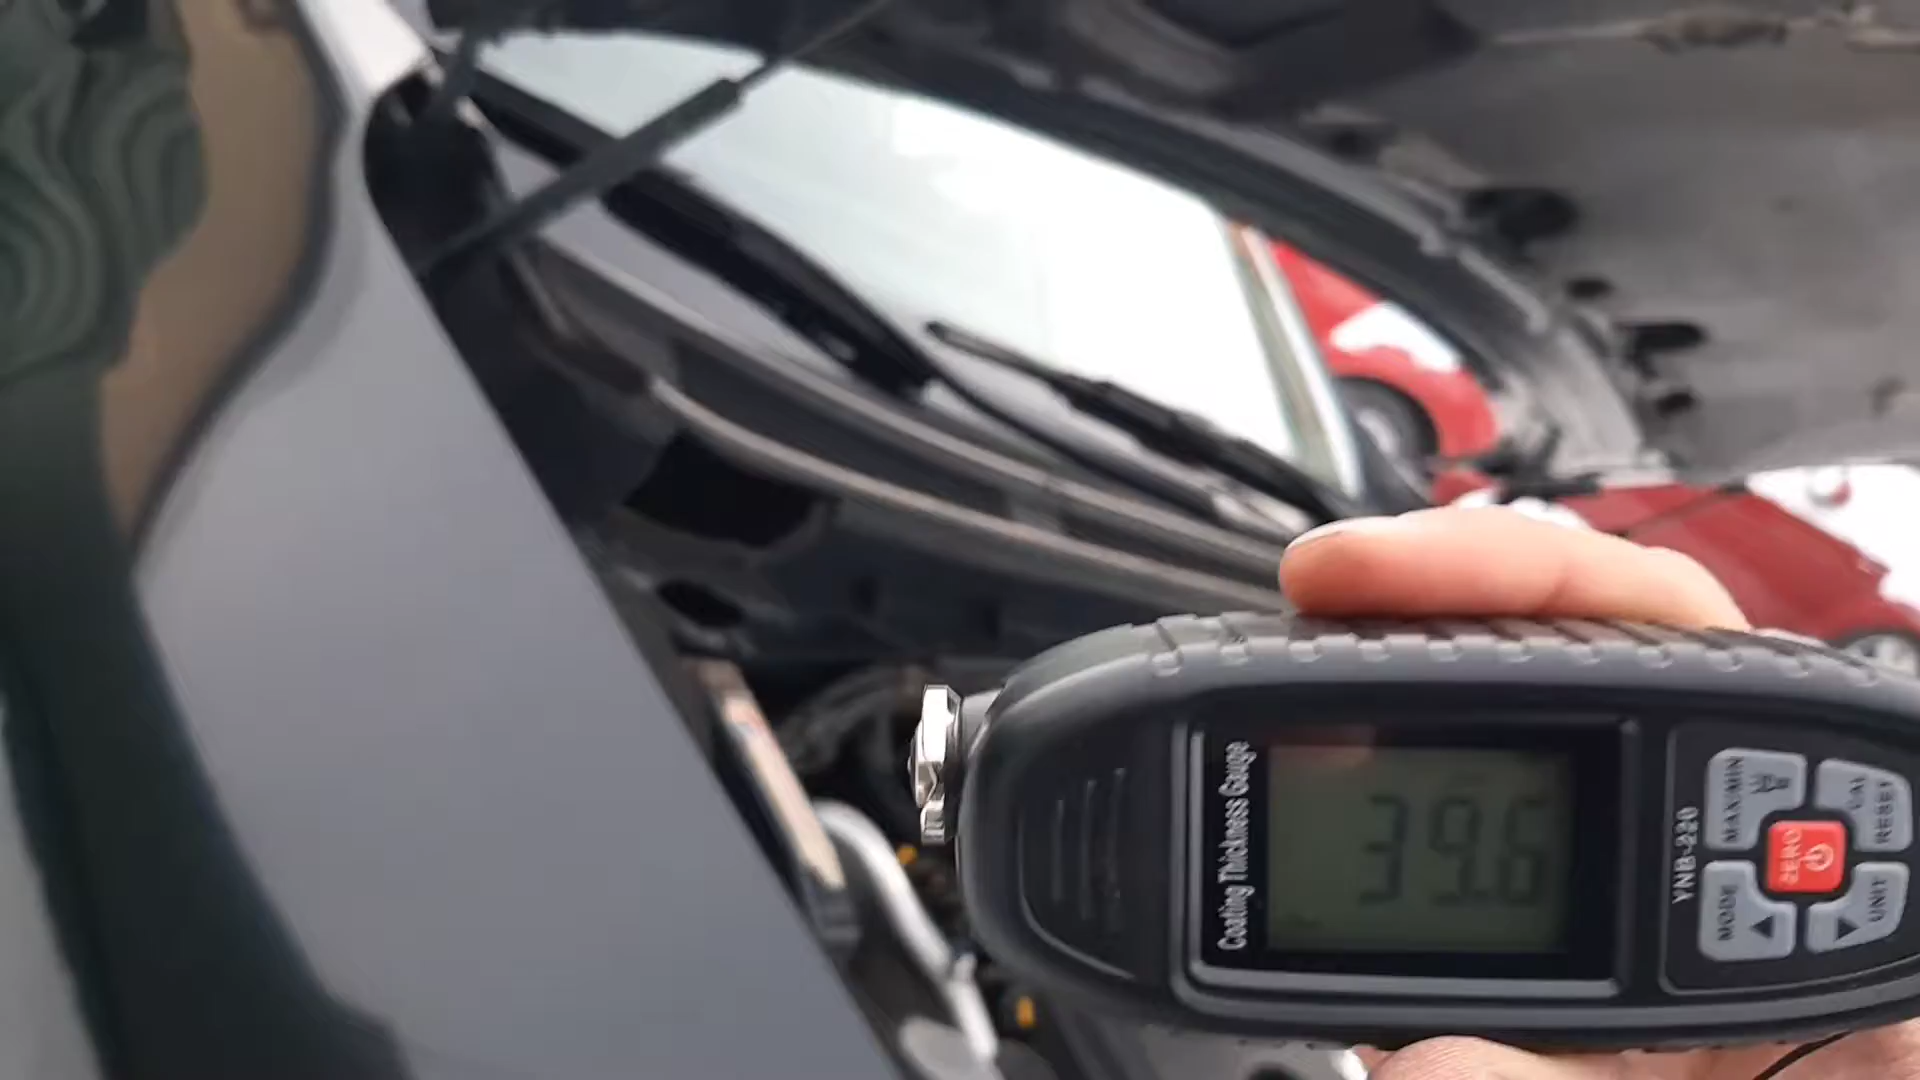 Coating Thickness Gauge
39.6
YNB-220
MAX/MIN
CAL
RESET
ZERO
MODE
UNIT